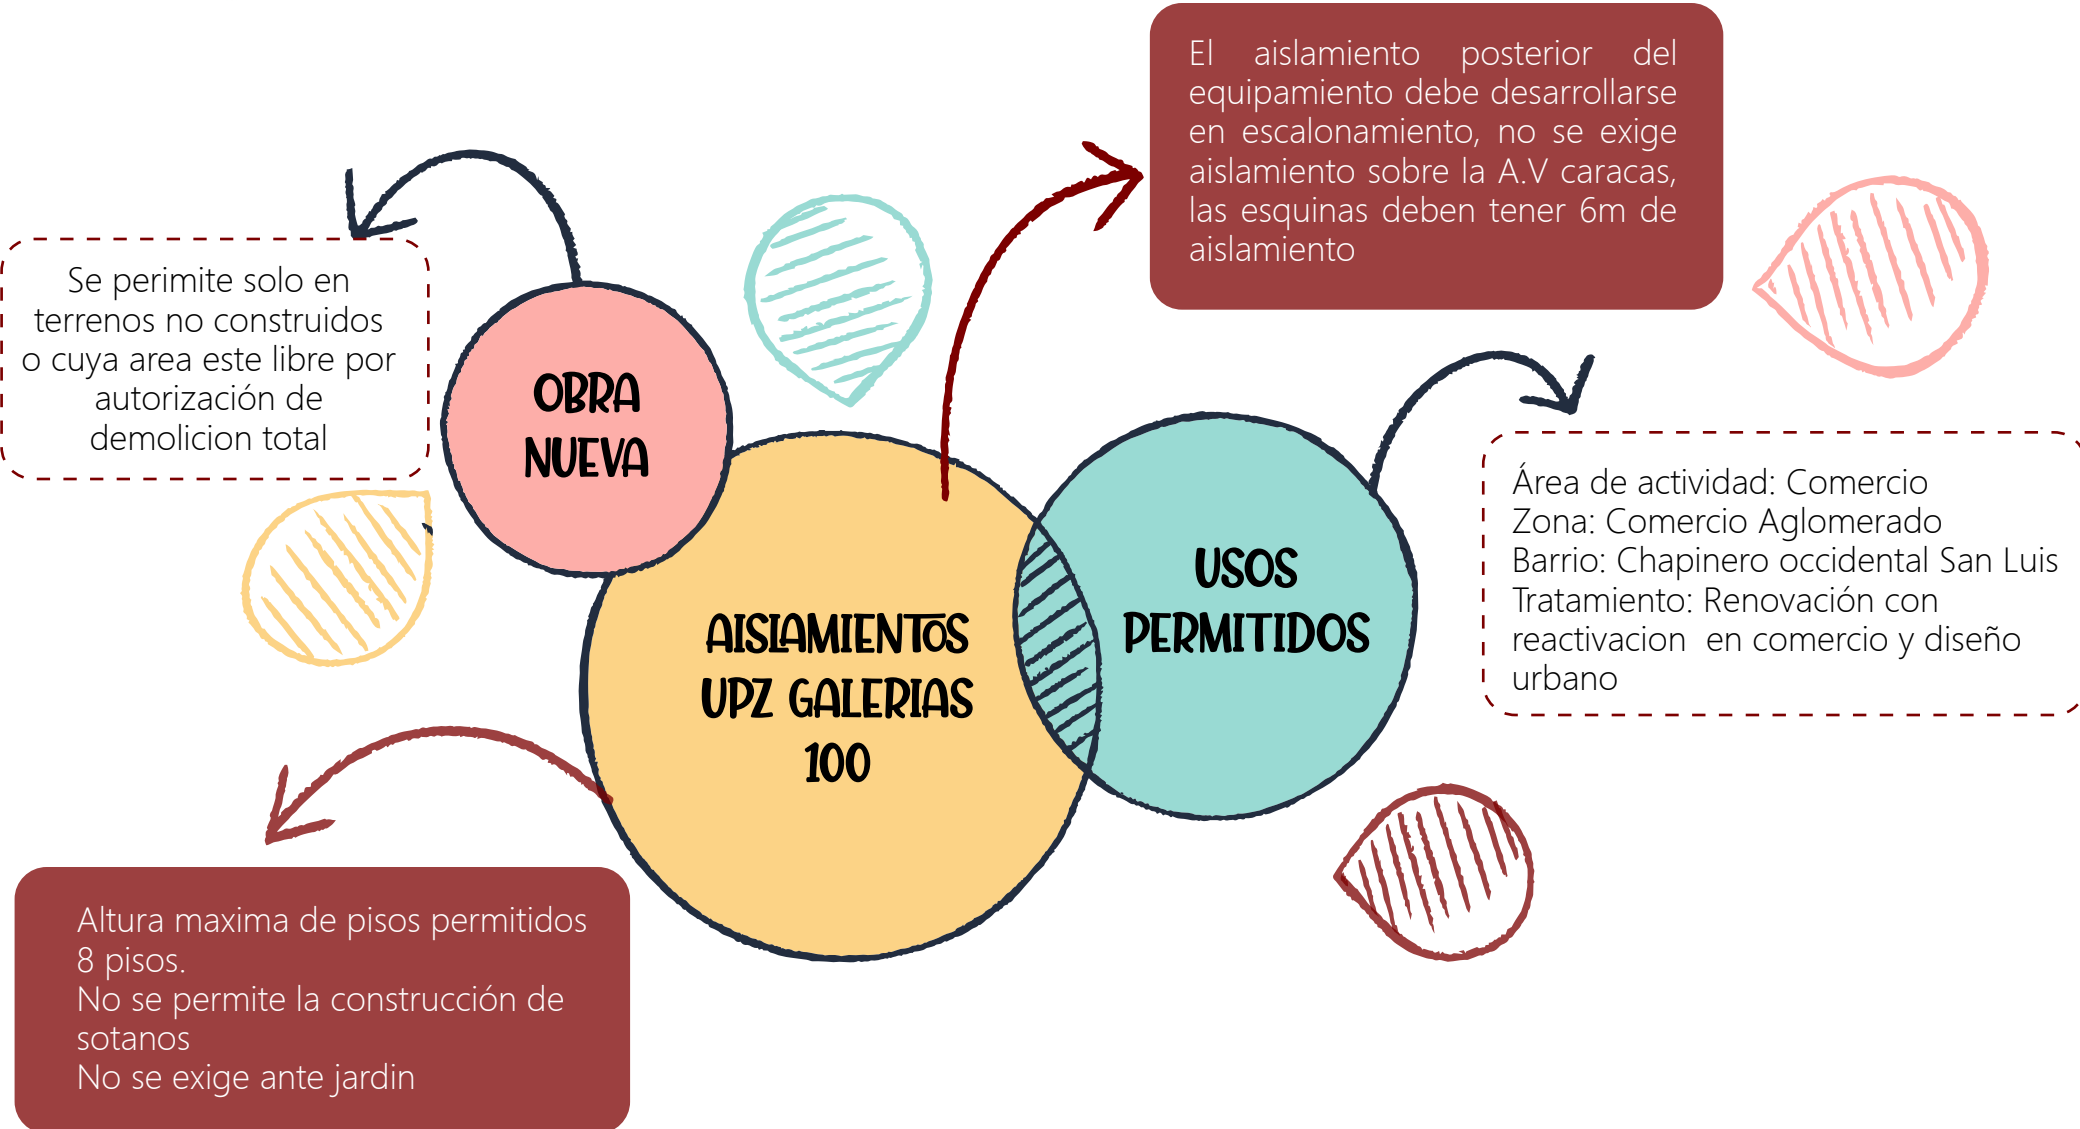 El aislamiento posterior del
equipamiento debe desarrollarse
en escalonamiento, no se exige
aislamiento sobre la A.V caracas,
las esquinas deben tener 6m de
aislamiento
Se perimite solo en
terrenos no construidos
o cuya area este libre por
autorización de
demolicion total
OBRA
NUEVA
AISLAMIENTOS
UPZ GALERIAS
100
USOS
PERMITIDOS
Área de actividad: Comercio
Zona: Comercio Aglomerado
Barrio: Chapinero occidental San Luis
Tratamiento: Renovación con
reactivacion  en comercio y diseño
urbano
Altura maxima de pisos permitidos
8 pisos.
No se permite la construcción de
sotanos
No se exige ante jardin